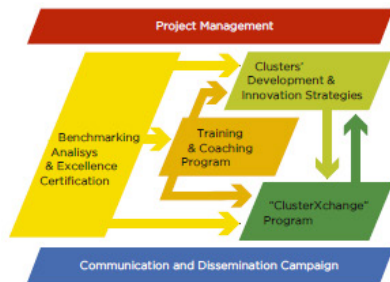 Project Management
Clusters'
Development &
Innovation Strategies
Benchmarking
Analisys
& Excellence
Certification
Training
& Coaching
Program
"ClusterXchange"
Program
Communication and Dissemination Campaign